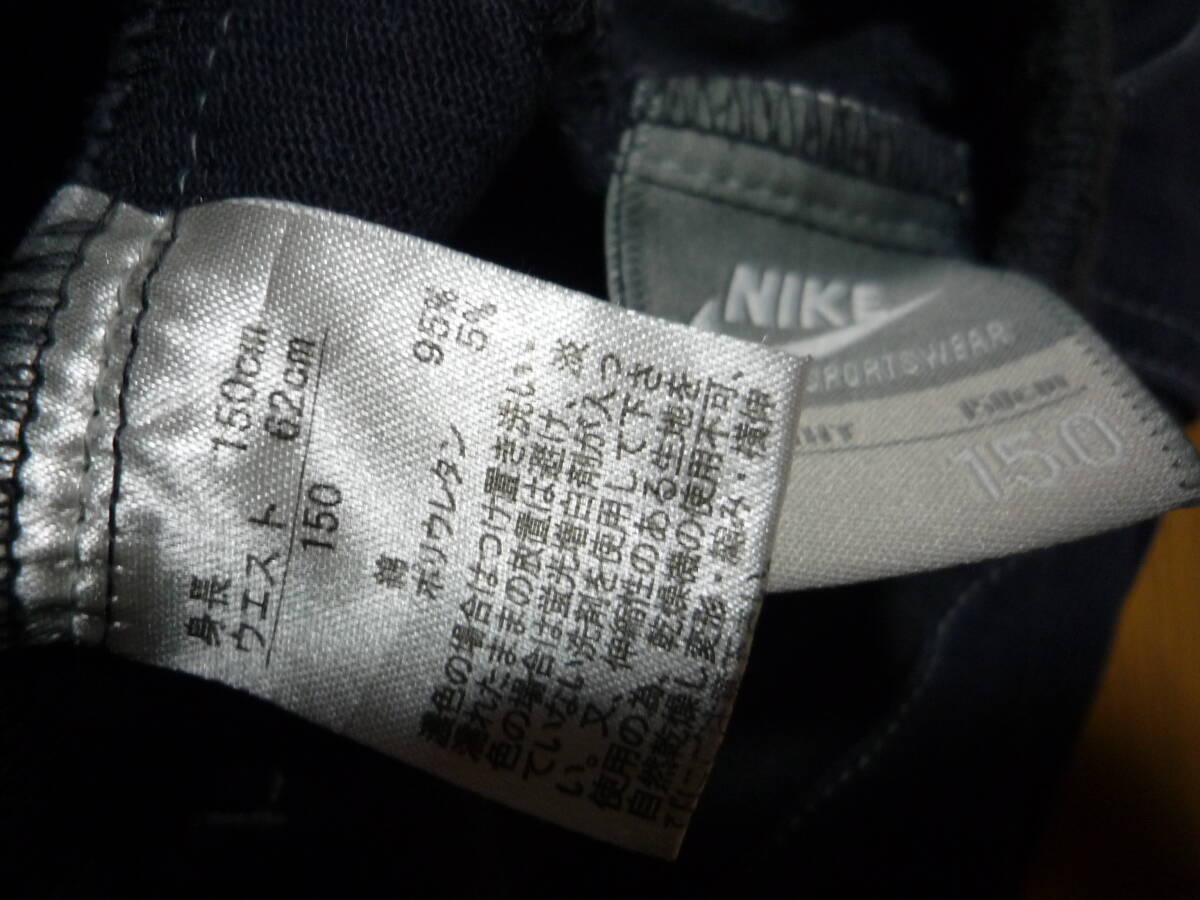 身長 150cm
ウエスト 62cm
150
綿 95%
ポリウレタン 5%
濃色の場合はつけ置き洗い、
濡れたままの放置は避け、淡
色の場合は蛍光増白剤が入っ
ていない洗剤を使用して下さ
い。又、伸縮性のある生地を
使用の為、乾燥機の使用不可、
自然乾燥し変形・縮み・横伸
NIKE
SPORTSWEAR
150cm
150